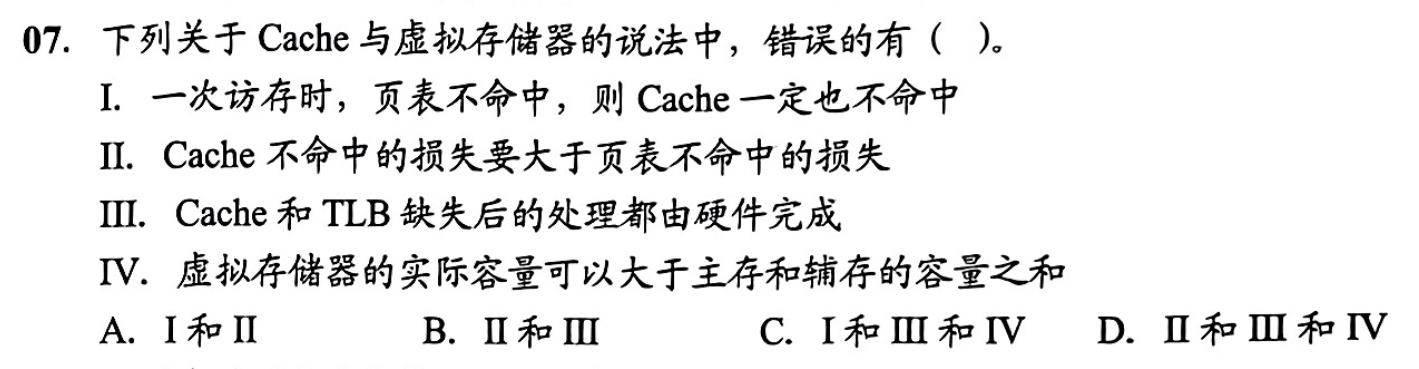 07. 下列关于 Cache 与虚拟存储器的说法中，错误的有（ ）。
I. 一次访存时，页表不命中，则 Cache 一定也不命中
II. Cache 不命中的损失要大于页表不命中的损失
III. Cache 和 TLB 缺失后的处理都由硬件完成
IV. 虚拟存储器的实际容量可以大于主存和辅存的容量之和
A. I 和 II B. II 和 III C. I 和 III 和 IV D. II 和 III 和 IV